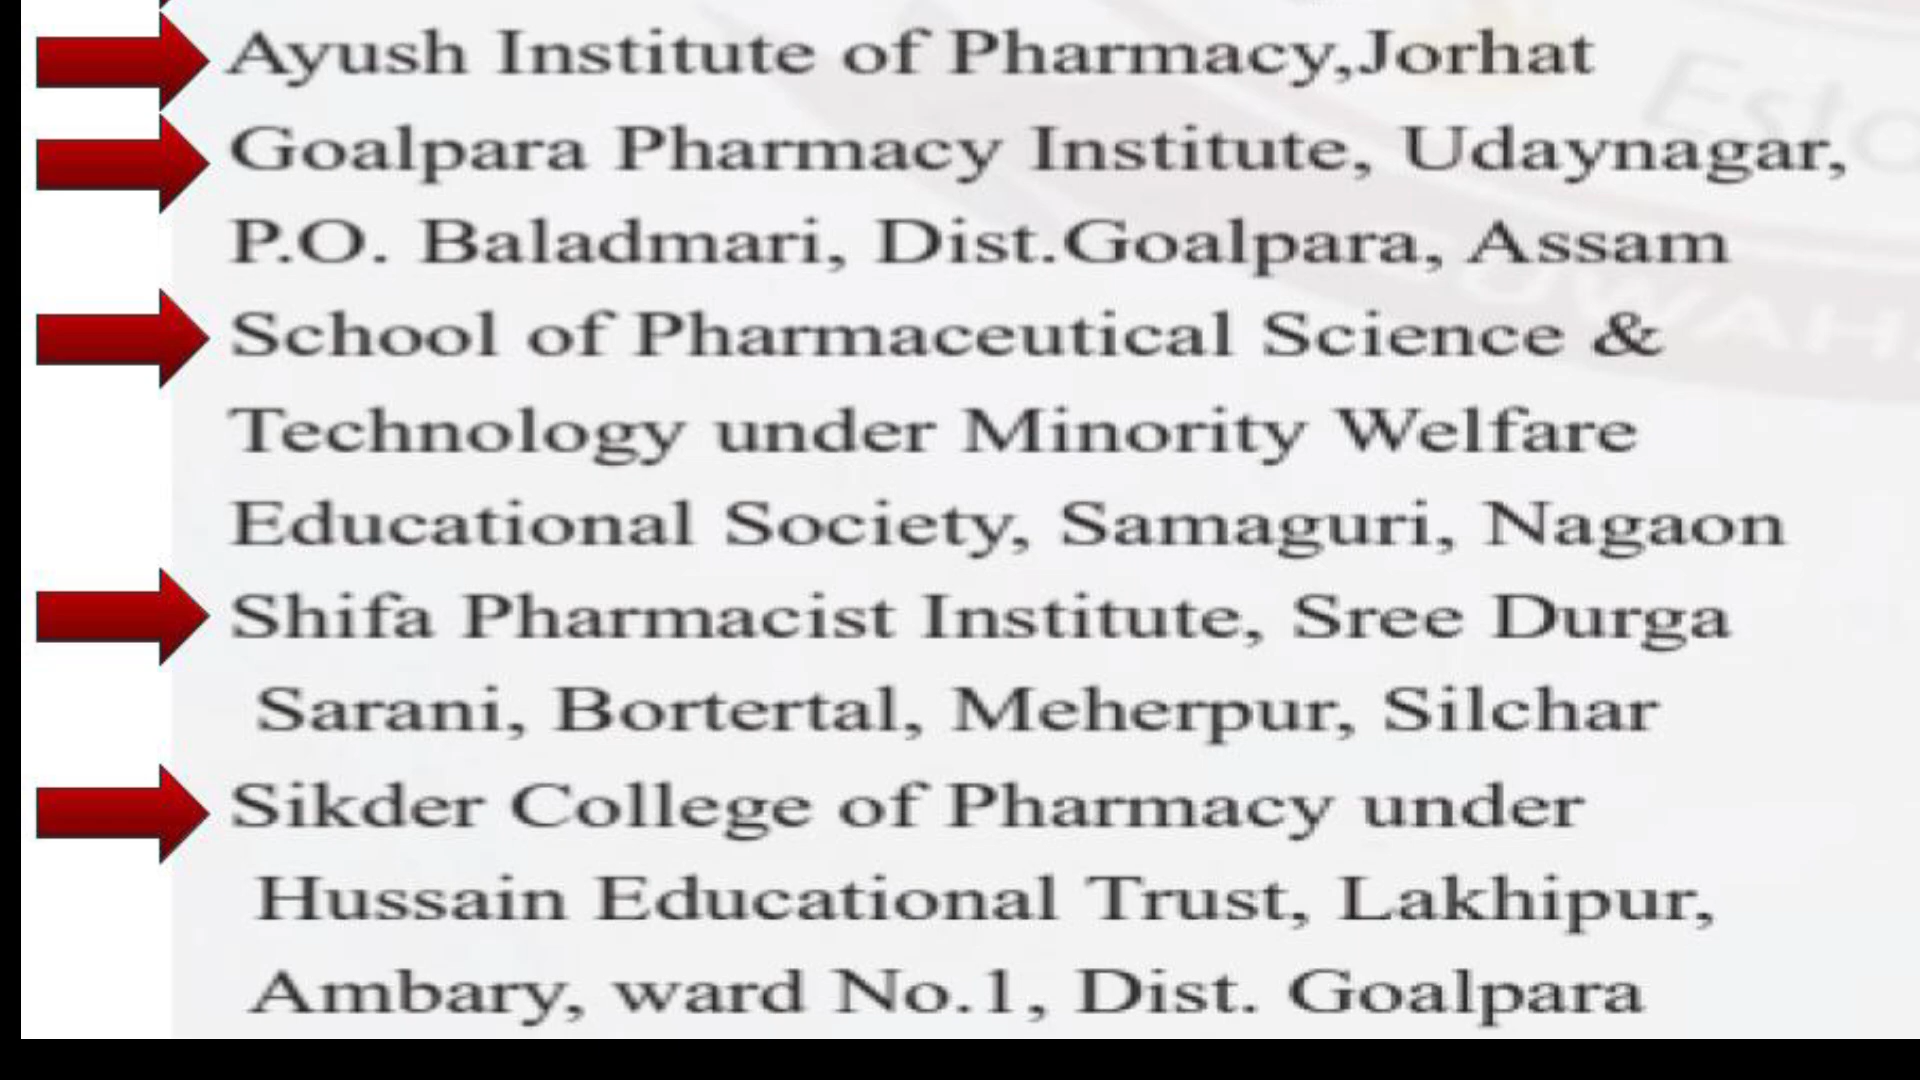 Ayush Institute of Pharmacy,Jorhat
Esta
Goalpara Pharmacy Institute, Udaynagar,
P.O. Baladmari, Dist.Goalpara, Assam
UWAH
School of Pharmaceutical Science &
Technology under Minority Welfare
Educational Society, Samaguri, Nagaon
Shifa Pharmacist Institute, Sree Durga
Sarani, Bortertal, Meherpur, Silchar
Sikder College of Pharmacy under
Hussain Educational Trust, Lakhipur,
Ambary, ward No.1, Dist. Goalpara